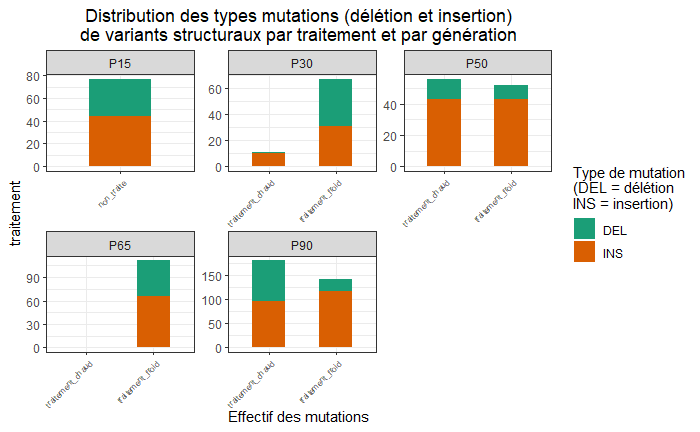 Distribution des types mutations (délétion et insertion)
de variants structuraux par traitement et par génération
traitement
P15
80
60
40
20
0
non_traite
P30
60
40
20
0
traitement_chaud
traitement_froid
P50
40
20
0
traitement_chaud
traitement_froid
P65
90
60
30
0
traitement_chaud
traitement_froid
P90
150
100
50
0
traitement_chaud
traitement_froid
Effectif des mutations
Type de mutation
(DEL = délétion
INS = insertion)
DEL
INS